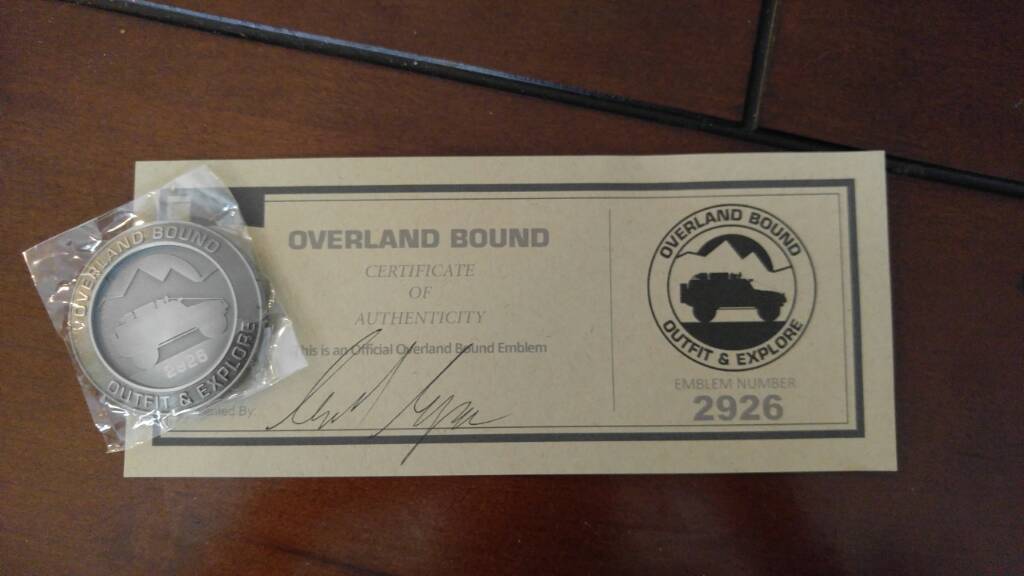 OVERLAND BOUND
2926
OUTFIT & EXPLORE
OVERLAND BOUND
CERTIFICATE
OF
AUTHENTICITY
This is an Official Overland Bound Emblem
By:
OVERLAND BOUND
OUTFIT & EXPLORE
EMBLEM NUMBER
2926